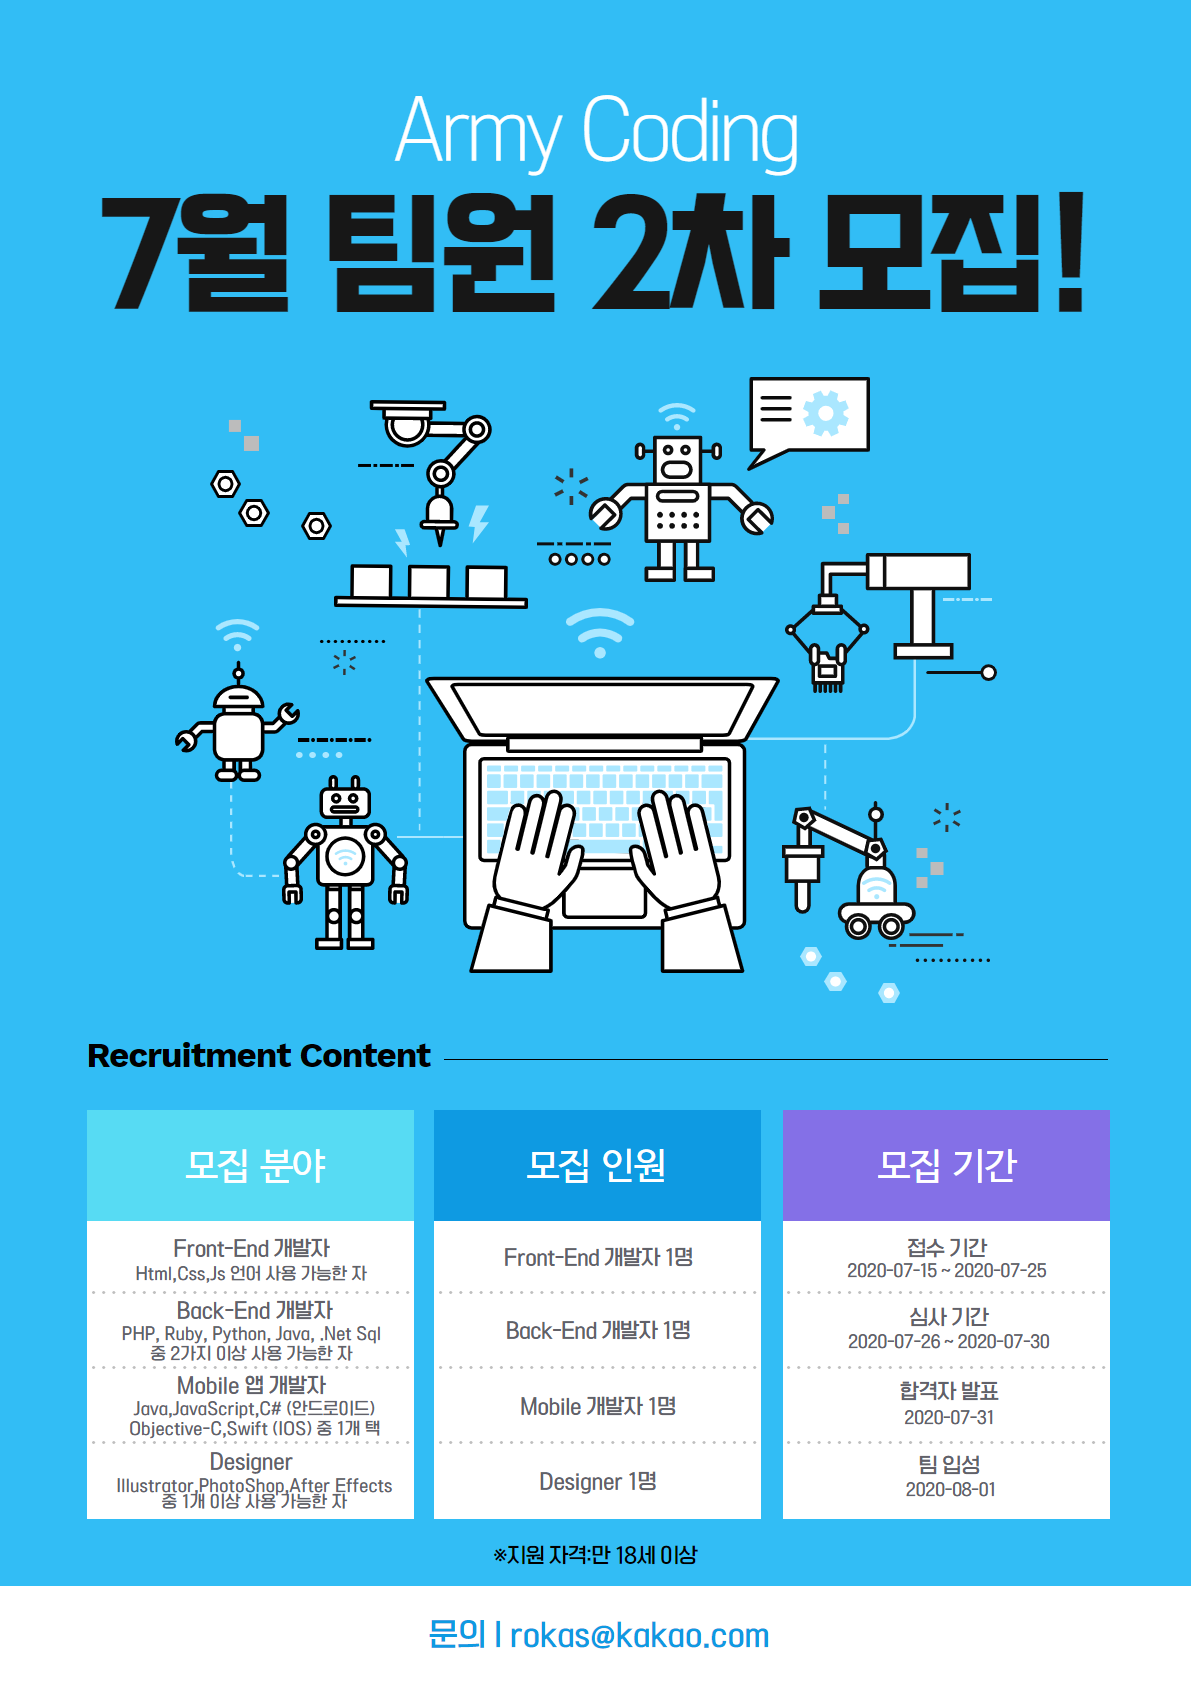 Army Coding
7월 팀원 2차 모집!
Recruitment Content
모집 분야
Front-End 개발자
Html,Css,Js 언어 사용 가능한 자
Back-End 개발자
PHP, Ruby, Python, Java, .Net Sql
중 2가지 이상 사용 가능한 자
Mobile 앱 개발자
Java,JavaScript,C# (안드로이드)
Objective-C,Swift (IOS) 중 1개 택
Designer
Illustrator,PhotoShop,After Effects
중 1개 이상 사용 가능한 자
모집 인원
Front-End 개발자 1명
Back-End 개발자 1명
Mobile 개발자 1명
Designer 1명
모집 기간
접수 기간
2020-07-15 ~ 2020-07-25
심사 기간
2020-07-26 ~ 2020-07-30
합격자 발표
2020-07-31
팀 입성
2020-08-01
※지원 자격:만 18세 이상
문의 | rokas@kakao.com